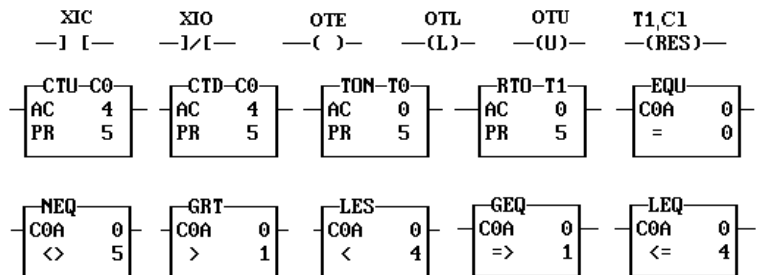 XIC XIO OTE OTL OTU T1,C1
—] [— —]/[— —( )— —(L)— —(U)— —(RES)—
CTU-C0 CTD-C0 TON-T0 RTO-T1 EQU
AC 4 AC 4 AC 0 AC 0 C0A 0
PR 5 PR 5 PR 5 PR 5 = 0
NEQ GRT LES GEQ LEQ
C0A 0 C0A 0 C0A 0 C0A 0 C0A 0
<> 5 > 1 < 4 => 1 <= 4